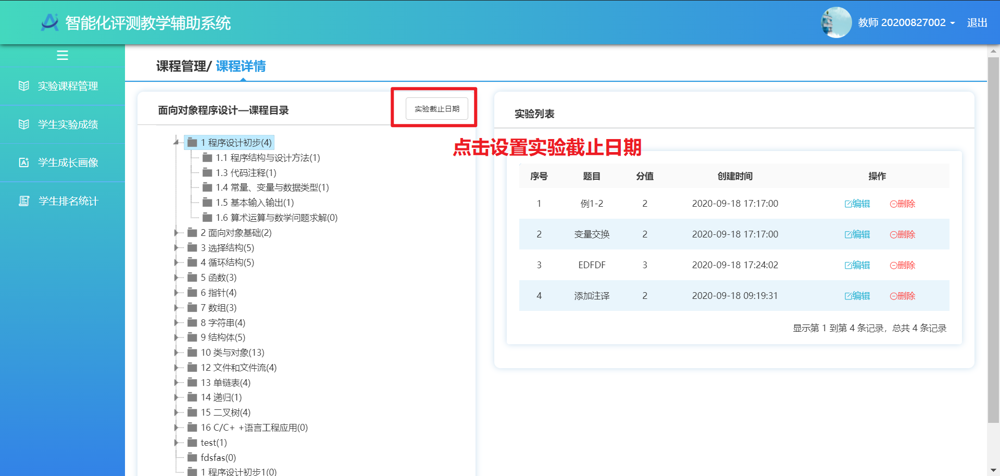 智能化评测教学辅助系统
教师 20200827002 退出
实验课程管理
学生实验成绩
学生成长画像
学生排名统计
课程管理/ 课程详情
面向对象程序设计—课程目录
实验截止日期
1 程序设计初步(4)
1.1 程序结构与设计方法(1)
1.3 代码注释(1)
1.4 常量、变量与数据类型(1)
1.5 基本输入输出(1)
1.6 算术运算与数学问题求解(0)
2 面向对象基础(2)
3 选择结构(5)
4 循环结构(5)
5 函数(3)
6 指针(4)
7 数组(3)
8 字符串(4)
9 结构体(5)
10 类与对象(13)
12 文件和文件流(4)
13 单链表(4)
14 递归(1)
15 二叉树(4)
16 C/C+ +语言工程应用(0)
test(1)
fdsfas(0)
1 程序设计初步1(0)
实验列表
点击设置实验截止日期
序号 题目 分值 创建时间 操作
1 例1-2 2 2020-09-18 17:17:00 编辑 删除
2 变量交换 2 2020-09-18 17:17:00 编辑 删除
3 EDFDF 3 2020-09-18 17:24:02 编辑 删除
4 添加注译 2 2020-09-18 09:19:31 编辑 删除
显示第 1 到第 4 条记录，总共 4 条记录